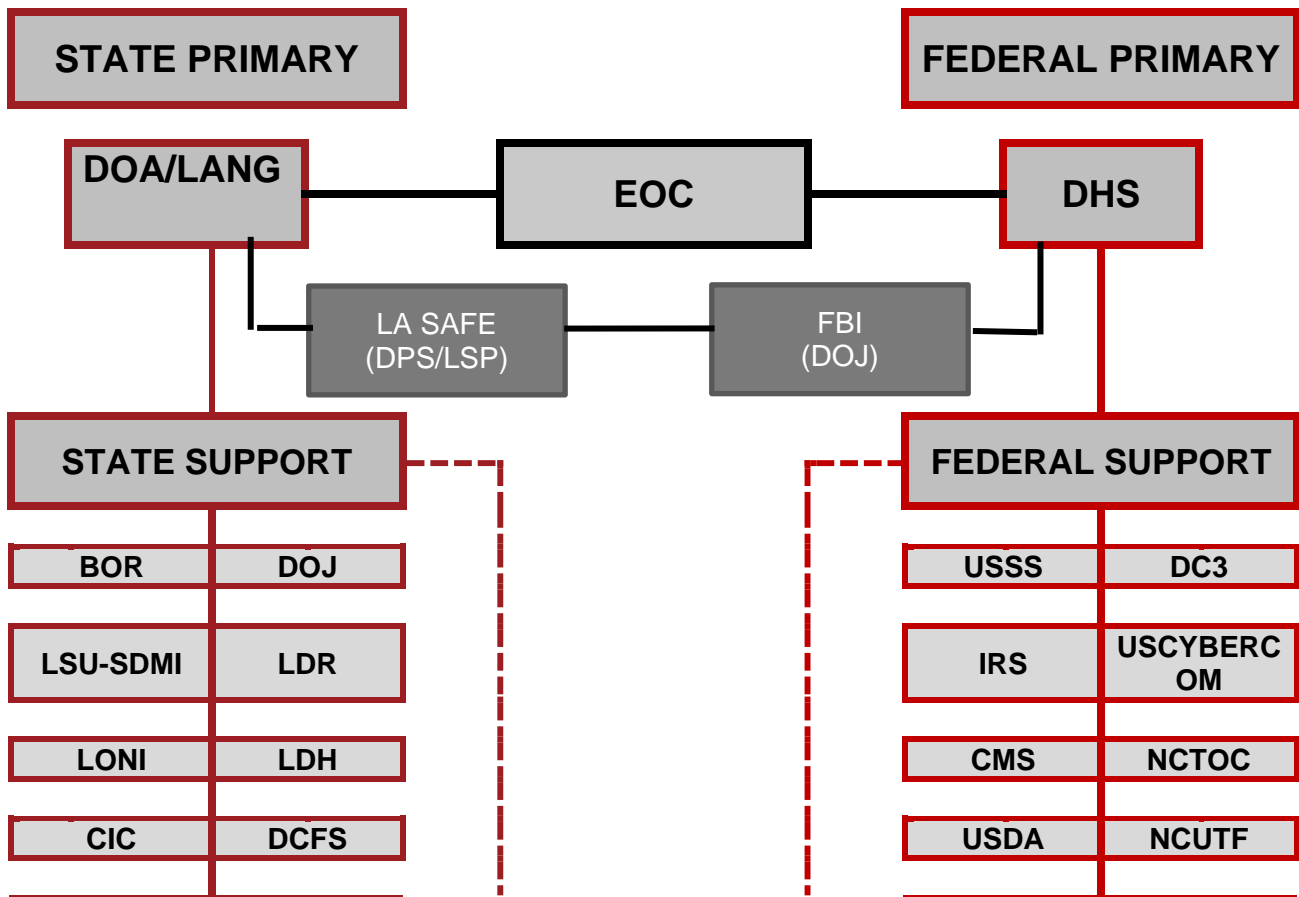 STATE PRIMARY
FEDERAL PRIMARY
DOA/LANG
EOC
DHS
LA SAFE
(DPS/LSP)
FBI
(DOJ)
STATE SUPPORT
FEDERAL SUPPORT
BOR
DOJ
USSS
DC3
LSU-SDMI
LDR
IRS
USCYBERC
OM
LONI
LDH
CMS
NCTOC
CIC
DCFS
USDA
NCUTF